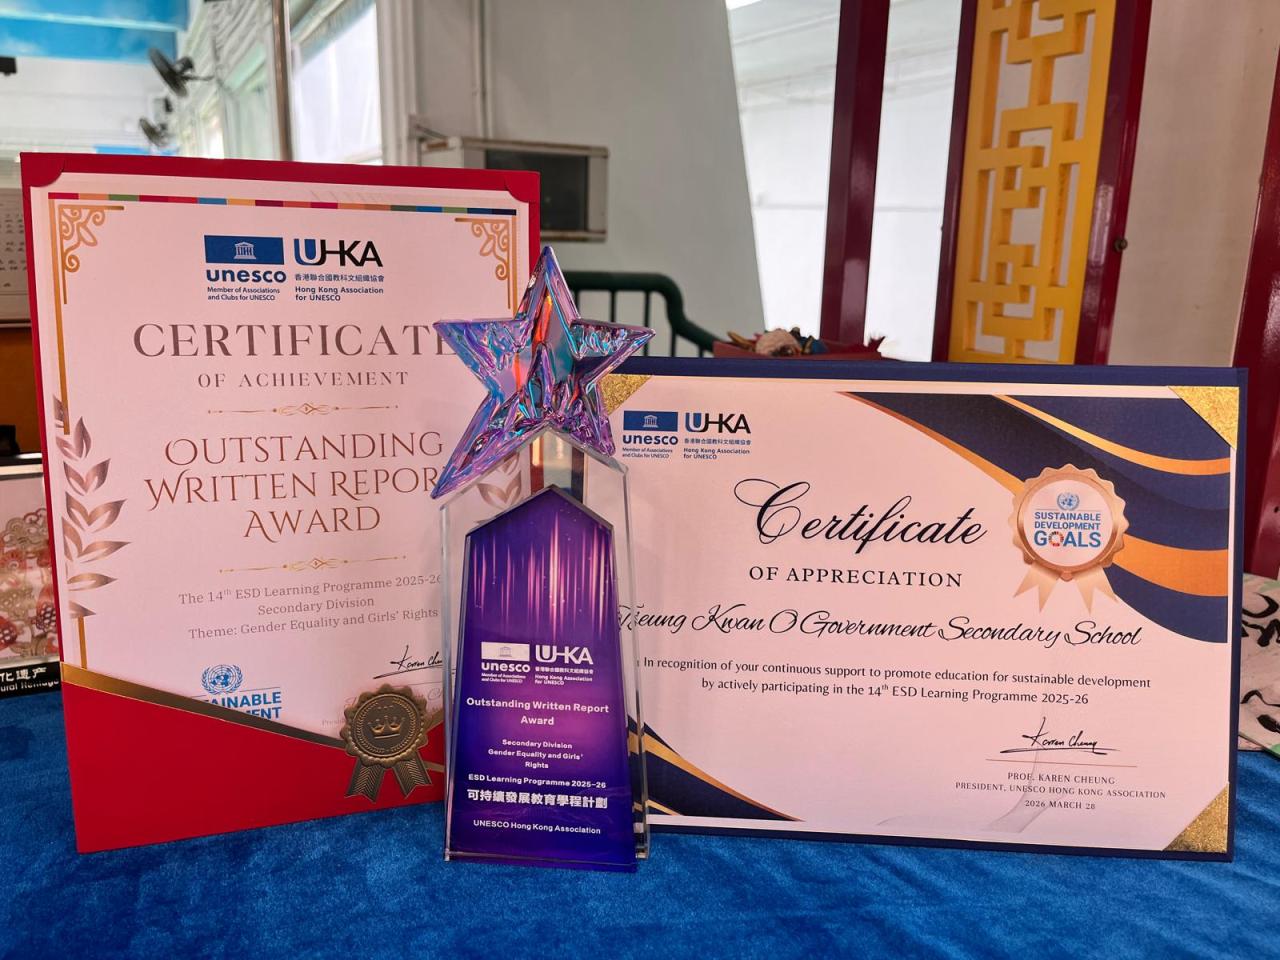 unesco
Member of Associations
and Clubs for UNESCO
UHKA
香港聯合國教科文組織協會
Hong Kong Association
for UNESCO
CERTIFICATE
OF ACHIEVEMENT
OUTSTANDING
WRITTEN REPORT
AWARD
The 14th ESD Learning Programme 2025-26
Secondary Division
Theme: Gender Equality and Girls' Rights
Karen
AINABLE
unesco
Member of Associations
and Clubs for UNESCO
UHKA
香港聯合國教科文組織協會
Hong Kong Association
for UNESCO
Outstanding Written Report
Award
Secondary Division
Gender Equality and Girls'
Rights
ESD Learning Programme 2025-26
可持續發展教育學程計劃
UNESCO Hong Kong Association
unesco
Member of Associations
and Clubs for UNESCO
UHKA
香港聯合國教科文組織協會
Hong Kong Association
for UNESCO
SUSTAINABLE
DEVELOPMENT
GOALS
Certificate
OF APPRECIATION
Tseung Kwan O Government Secondary School
In recognition of your continuous support to promote education for sustainable development
by actively participating in the 14th ESD Learning Programme 2025-26
Karen Cheung
PROF. KAREN CHEUNG
PRESIDENT, UNESCO HONG KONG ASSOCIATION
2026 MARCH 28
化遺产
ural Heritage